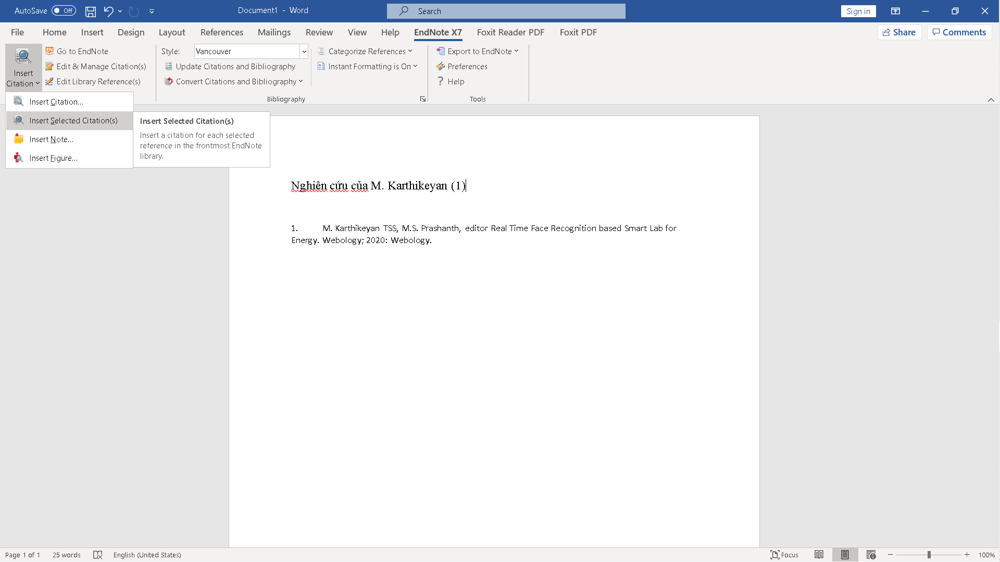 AutoSave Off Document1 - Word Search Sign in
File Home Insert Design Layout References Mailings Review View Help EndNote X7 Foxit Reader PDF Foxit PDF Share Comments
Insert Citation
Go to EndNote
Edit & Manage Citation(s)
Edit Library Reference(s)
Style: Vancouver
Update Citations and Bibliography
Convert Citations and Bibliography
Categorize References
Instant Formatting is On
Bibliography
Export to EndNote
Preferences
? Help
Tools
Insert Citation...
Insert Selected Citation(s)
Insert Note...
Insert Figure...
Insert Selected Citation(s)
Insert a citation for each selected
reference in the frontmost EndNote
library.
Nghiên cứu của M. Karthikeyan (1)
1. M. Karthikeyan TSS, M.S. Prashanth, editor Real Time Face Recognition based Smart Lab for
Energy. Webology; 2020: Webology.
Page 1 of 1 25 words English (United States) Focus 100%